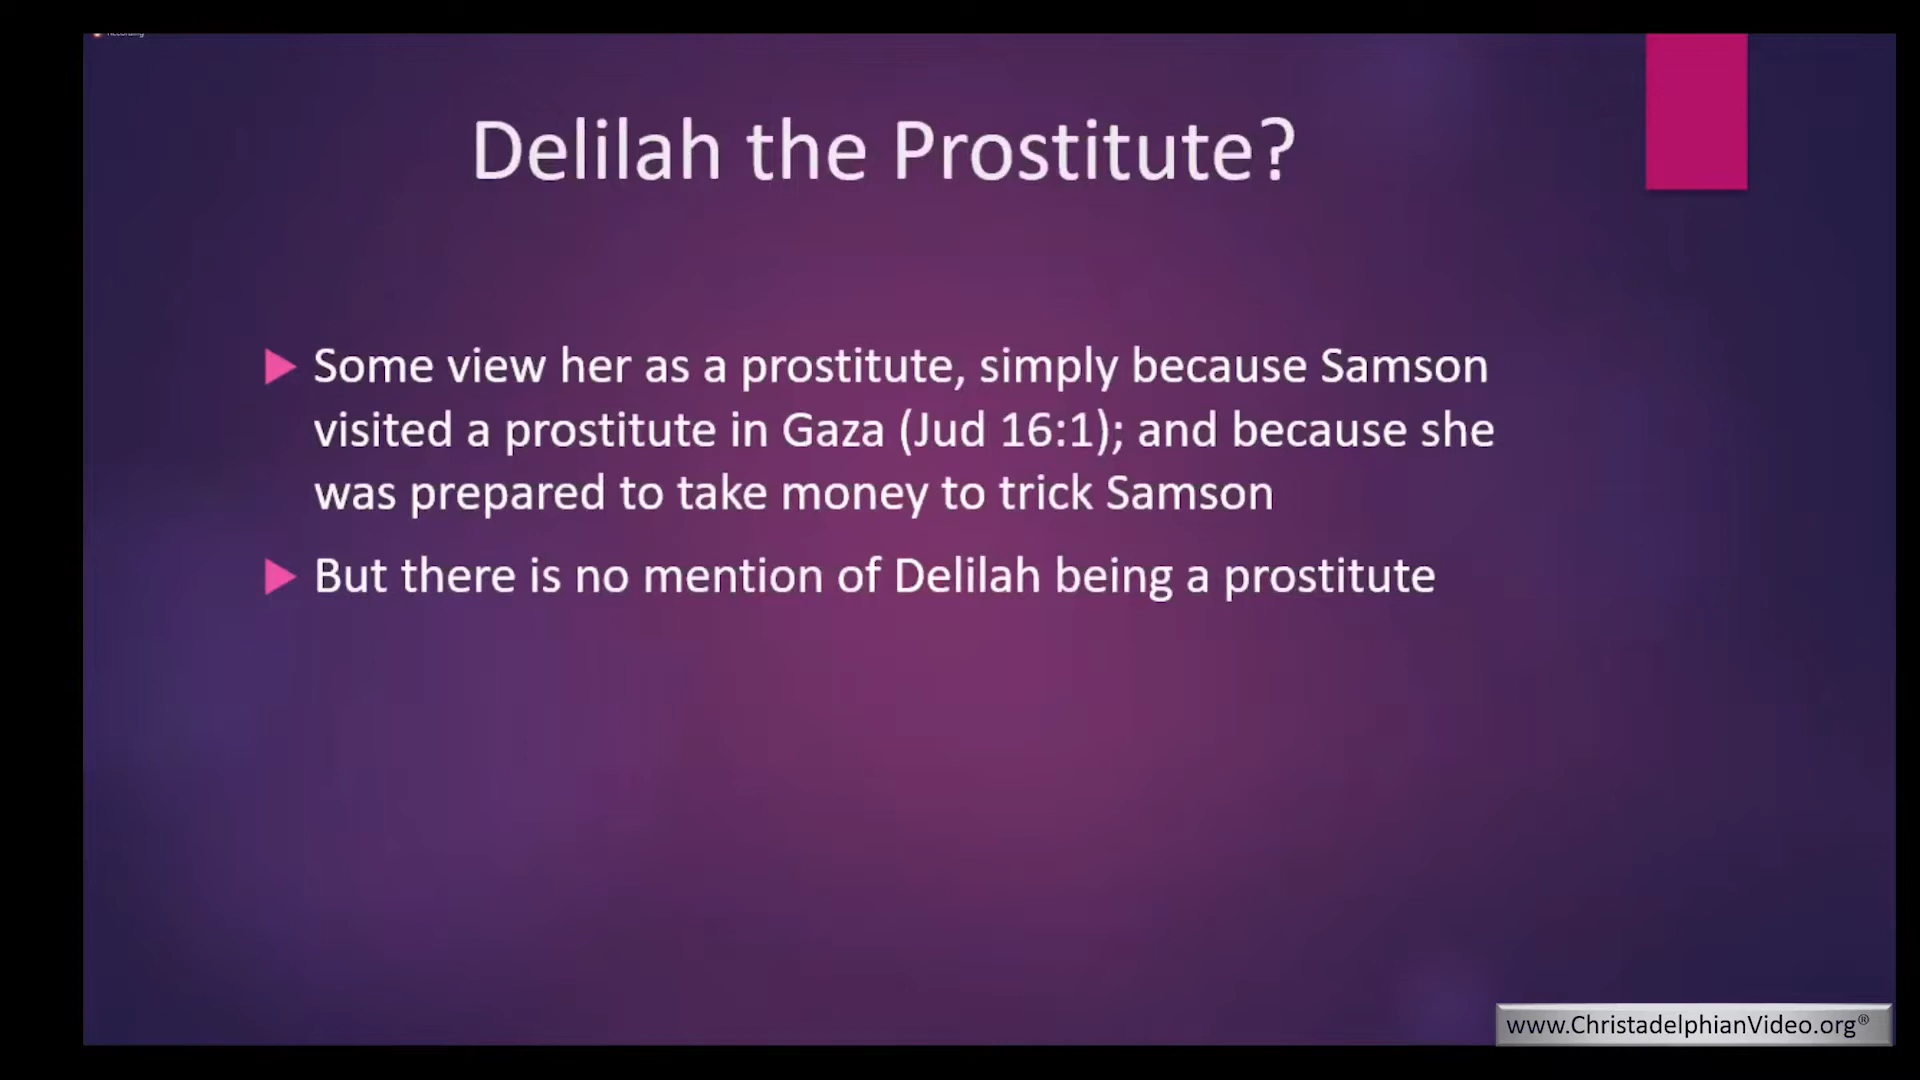 Delilah the Prostitute?
Some view her as a prostitute, simply because Samson
visited a prostitute in Gaza (Jud 16:1); and because she
was prepared to take money to trick Samson
But there is no mention of Delilah being a prostitute
www.ChristadelphianVideo.org®